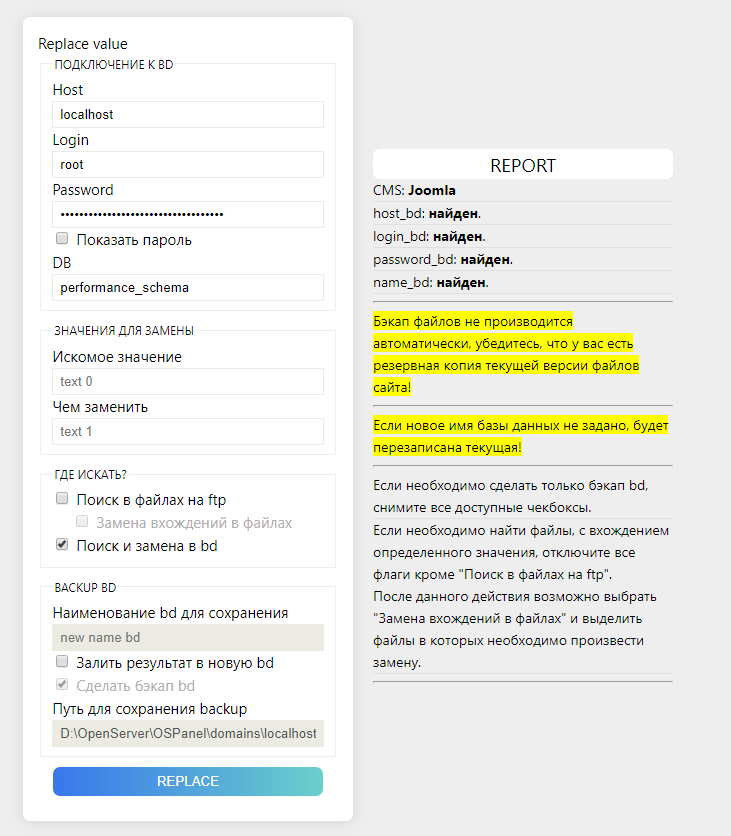 Replace value
ПОДКЛЮЧЕНИЕ К BD
Host
localhost
Login
root
Password
••••••••••••••••••••••••••••••••••••
Показать пароль
DB
performance_schema
ЗНАЧЕНИЯ ДЛЯ ЗАМЕНЫ
Искомое значение
text 0
Чем заменить
text 1
ГДЕ ИСКАТЬ?
Поиск в файлах на ftp
Замена вхождений в файлах
Поиск и замена в bd
BACKUP BD
Наименование bd для сохранения
new name bd
Залить результат в новую bd
Сделать бэкап bd
Путь для сохранения backup
D:\OpenServer\OSPanel\domains\localhost
REPLACE
REPORT
CMS: Joomla
host_bd: найден.
login_bd: найден.
password_bd: найден.
name_bd: найден.
Бэкап файлов не производится
автоматически, убедитесь, что у вас есть
резервная копия текущей версии файлов
сайта!
Если новое имя базы данных не задано, будет
перезаписана текущая!
Если необходимо сделать только бэкап bd,
снимите все доступные чекбоксы.
Если необходимо найти файлы, с вхождением
определенного значения, отключите все
флаги кроме "Поиск в файлах на ftp".
После данного действия возможно выбрать
"Замена вхождений в файлах" и выделить
файлы в которых необходимо произвести
замену.